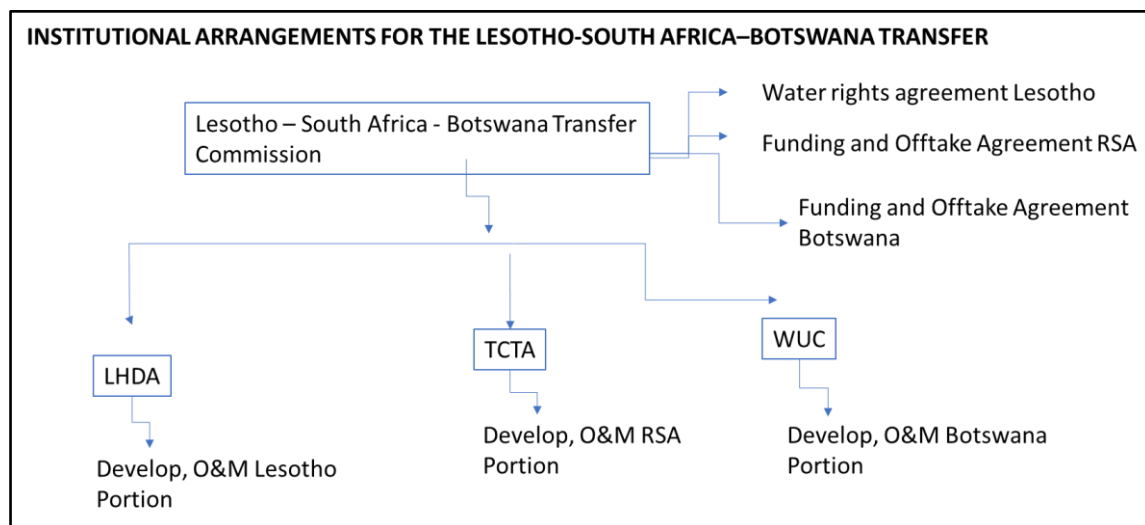 INSTITUTIONAL ARRANGEMENTS FOR THE LESOTHO-SOUTH AFRICA–BOTSWANA TRANSFER
Lesotho – South Africa - Botswana Transfer
Commission
Water rights agreement Lesotho
Funding and Offtake Agreement RSA
Funding and Offtake Agreement
Botswana
LHDA
TCTA
WUC
Develop, O&M Lesotho
Portion
Develop, O&M RSA
Portion
Develop, O&M Botswana
Portion